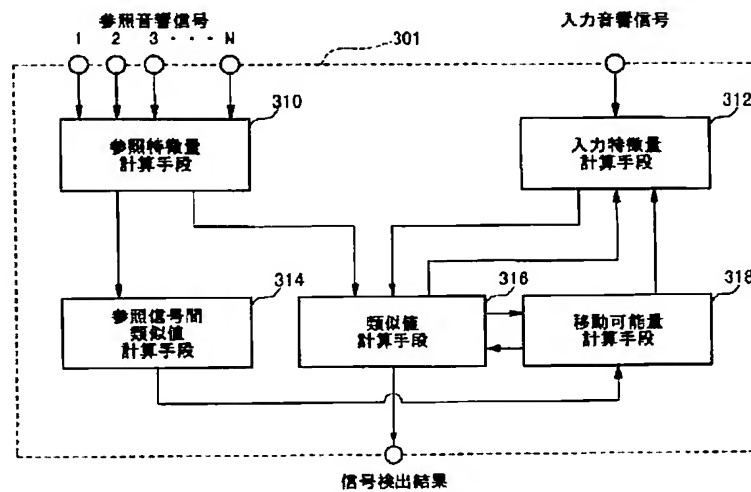 参照音響信号
1 2 3 ・・・ N
301
入力音響信号
310
参照特徴量
計算手段
312
入力特徴量
計算手段
314
参照信号間
類似値
計算手段
316
類似値
計算手段
318
移動可能量
計算手段
信号検出結果